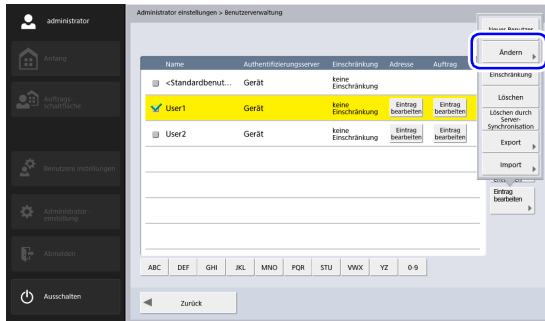 administrator
Administrator einstellungen > Benutzerverwaltung
Anfang
Auftrags-
schaltfläche
Benutzere instellungen
Administrator -
einstellung
Abmelden
Ausschalten
Name Authentifizierungsserver Einschränkung Adresse Auftrag
<Standardbenut... Gerät keine
Einschränkung
User1 Gerät keine
Einschränkung Eintrag
bearbeiten Eintrag
bearbeiten
User2 Gerät keine
Einschränkung Eintrag
bearbeiten Eintrag
bearbeiten
Neuer Benutzer
Ändern
Einschränkung
Löschen
Löschen durch
Server-
Synchronisation
Export
Import
Eintrag
bearbeiten
ABC DEF GHI JKL MNO PQR STU VWX YZ 0-9
Zurück